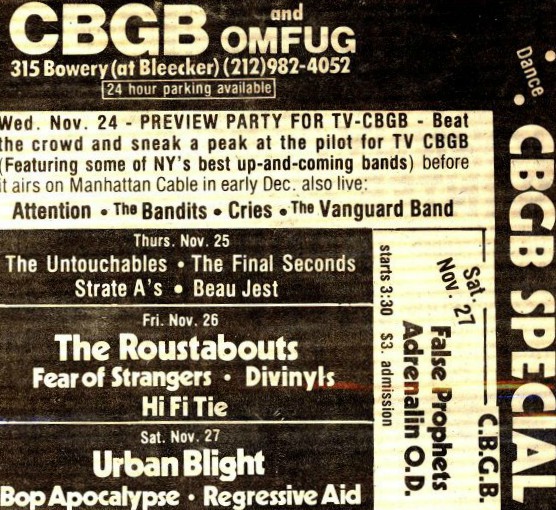 CBGB and
OMFUG
315 Bowery (at Bleecker) (212) 982-4052
24 hour parking available
Wed. Nov. 24 - PREVIEW PARTY FOR TV-CBGB - Beat
the crowd and sneak a peak at the pilot for TV CBGB
(Featuring some of NY's best up-and-coming bands) before
it airs on Manhattan Cable in early Dec. also live:
Attention • The Bandits • Cries • The Vanguard Band
Thurs. Nov. 25
The Untouchables • The Final Seconds
Strate A's • Beau Jest
Fri. Nov. 26
The Roustabouts
Fear of Strangers • Divinyls
Hi Fi Tie
Sat. Nov. 27
Urban Blight
Bop Apocalypse • Regressive Aid
Sat.
Nov. 27
False Prophets
Adrenalin O.D.
starts 3:30 $3. admission
C.B.G.B.
Dance
• CBGB SPECIAL